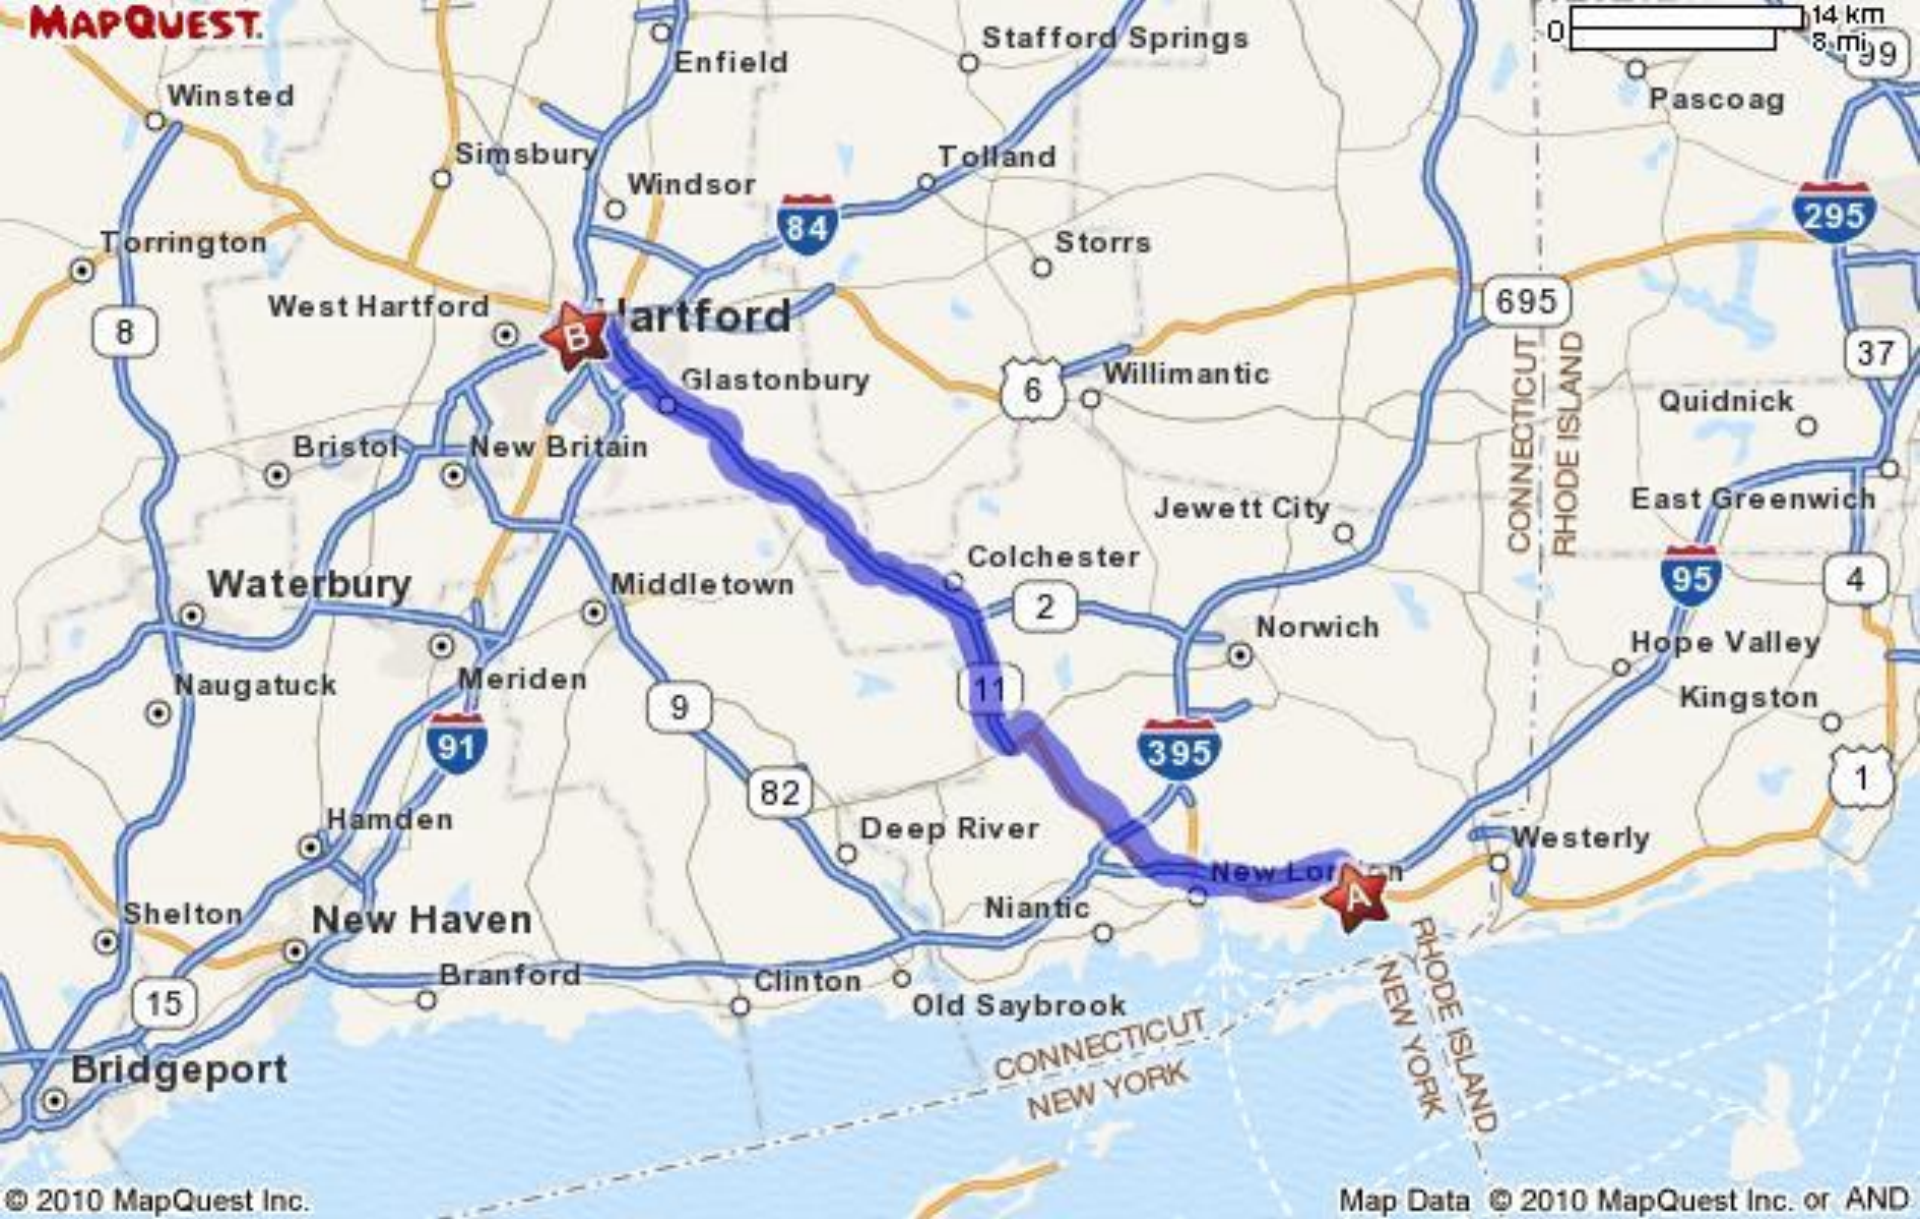 MAPQUEST.
14 km
0
8 mi
99
Stafford Springs
Enfield
Winsted
Pascoag
Simsbury
Tolland
Windsor
84
295
Torrington
Storrs
West Hartford
8
B
artford
695
37
6
Glastonbury
Willimantic
Quidnick
CONNECTICUT
RHODE ISLAND
Bristol
New Britain
Jewett City
East Greenwich
Colchester
95
4
Waterbury
Middletown
2
Norwich
Hope Valley
Naugatuck
Meriden
11
Kingston
9
91
395
82
1
Hamden
Deep River
Westerly
New Lon
n
A
Shelton
New Haven
Niantic
15
Branford
Clinton
Old Saybrook
CONNECTICUT
NEW YORK
RHODE ISLAND
NEW YORK
Bridgeport
© 2010 MapQuest Inc.
Map Data © 2010 MapQuest Inc. or AND